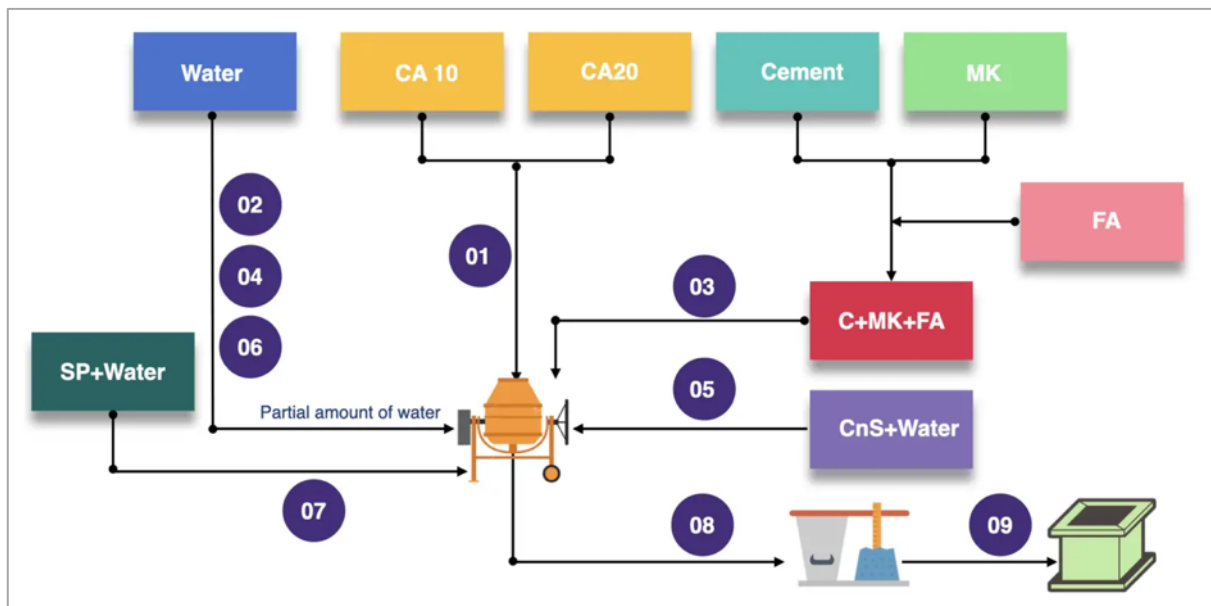 Water
CA 10
CA20
Cement
MK
02
FA
01
04
03
C+MK+FA
06
SP+Water
05
Partial amount of water
CnS+Water
07
08
09